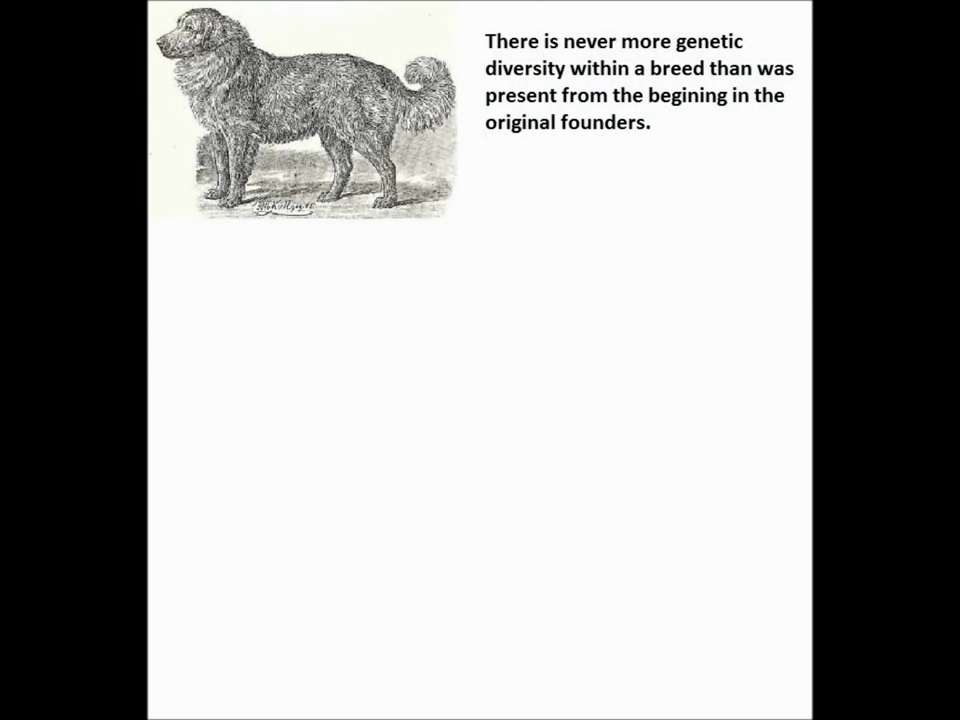 There is never more genetic
diversity within a breed than was
present from the begining in the
original founders.